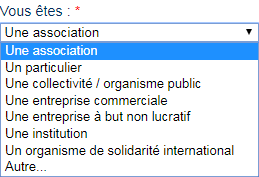 Vous êtes : *
Une association
Une association
Un particulier
Une collectivité / organisme public
Une entreprise commerciale
Une entreprise à but non lucratif
Une institution
Un organisme de solidarité international
Autre...